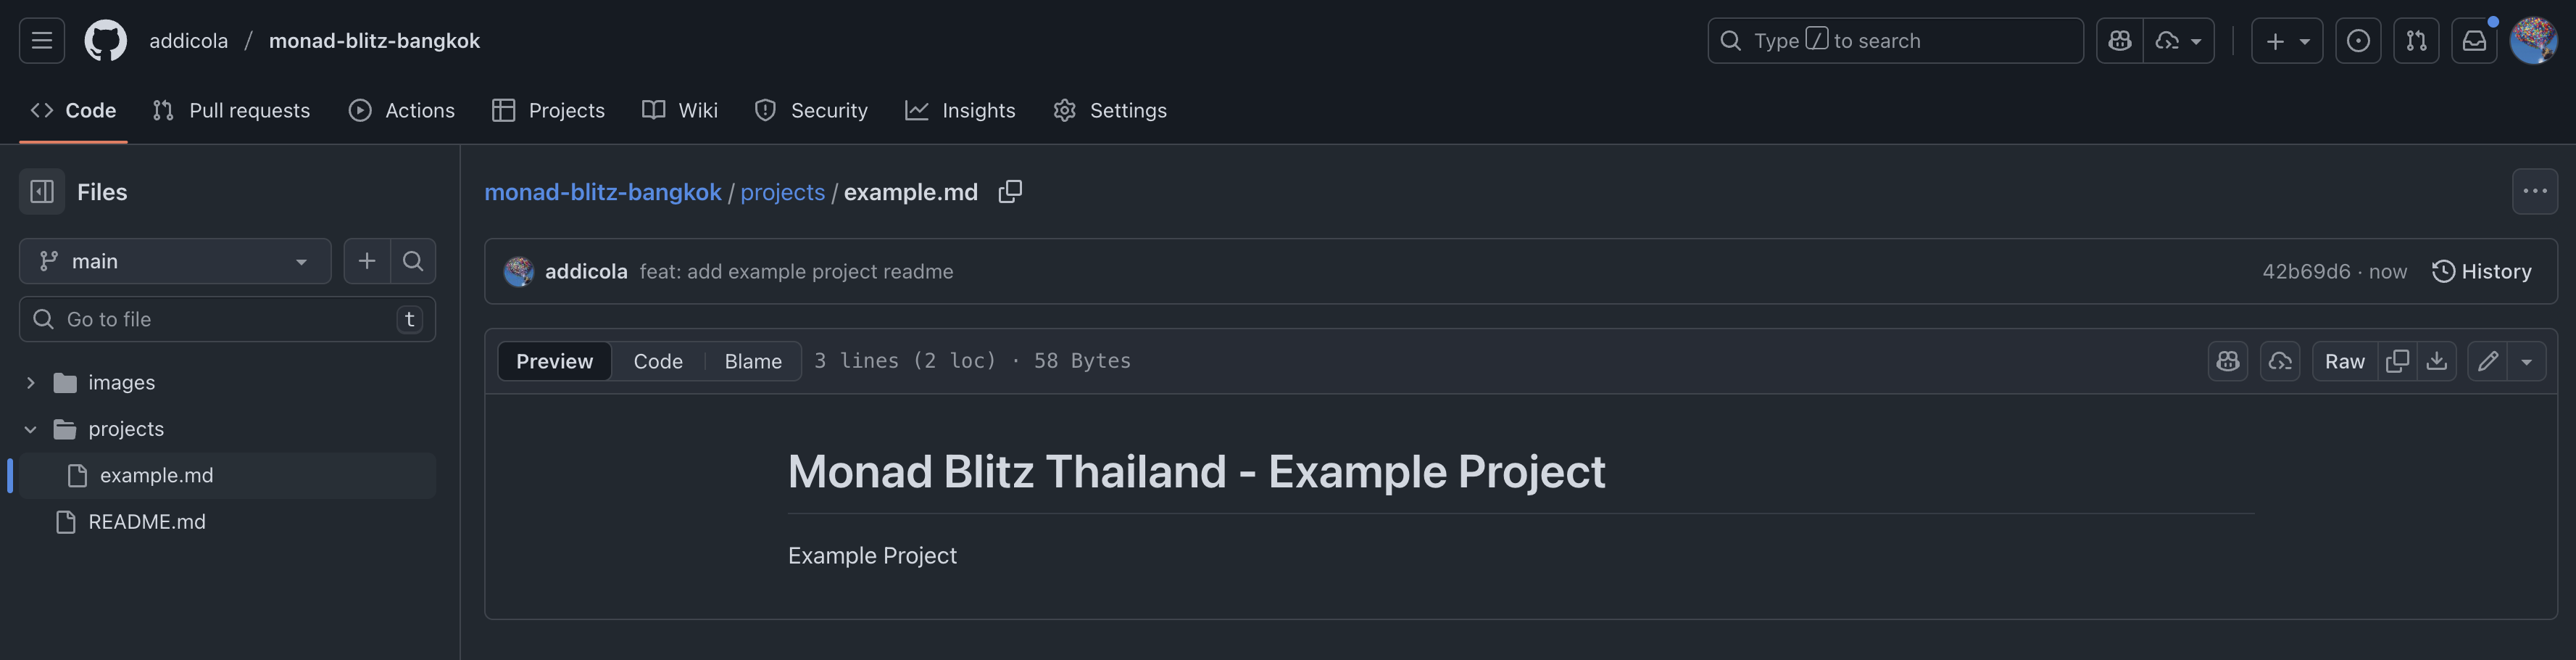 addicola / monad-blitz-bangkok
Type / to search
Code Pull requests Actions Projects Wiki Security Insights Settings
Files
main
Go to file t
images
projects
example.md
README.md
monad-blitz-bangkok / projects / example.md
addicola feat: add example project readme 42b69d6 · now History
Preview Code Blame 3 lines (2 loc) · 58 Bytes Raw
Monad Blitz Thailand - Example Project
Example Project